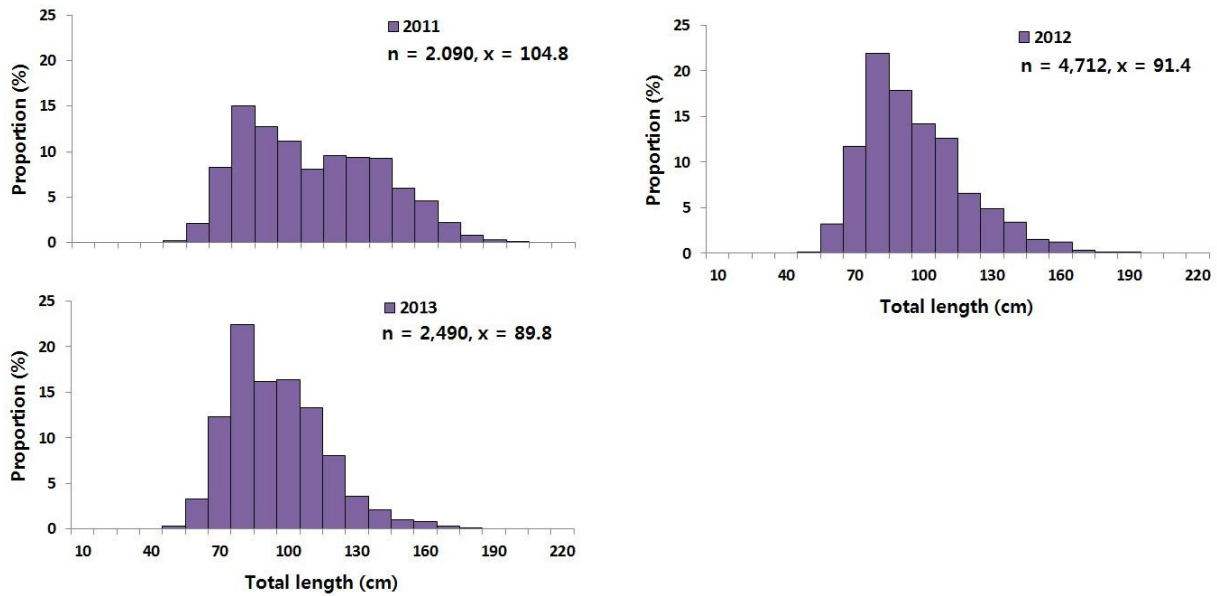 25
20
15
10
5
0
Proportion (%)
2011
n = 2.090, x = 104.8
25
20
15
10
5
0
Proportion (%)
2012
n = 4,712, x = 91.4
10 40 70 100 130 160 190 220
Total length (cm)
25
20
15
10
5
0
Proportion (%)
2013
n = 2,490, x = 89.8
10 40 70 100 130 160 190 220
Total length (cm)